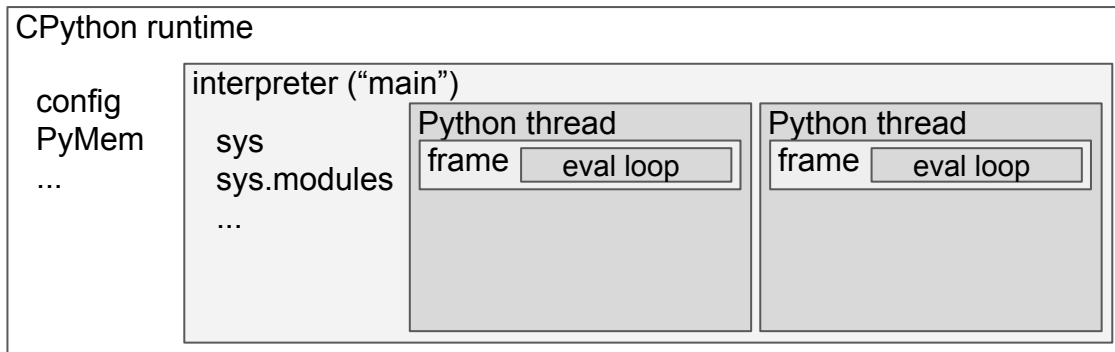 CPython runtime
config
PyMem
...
interpreter (“main”)
sys
sys.modules
...
Python thread
frame
eval loop
Python thread
frame
eval loop